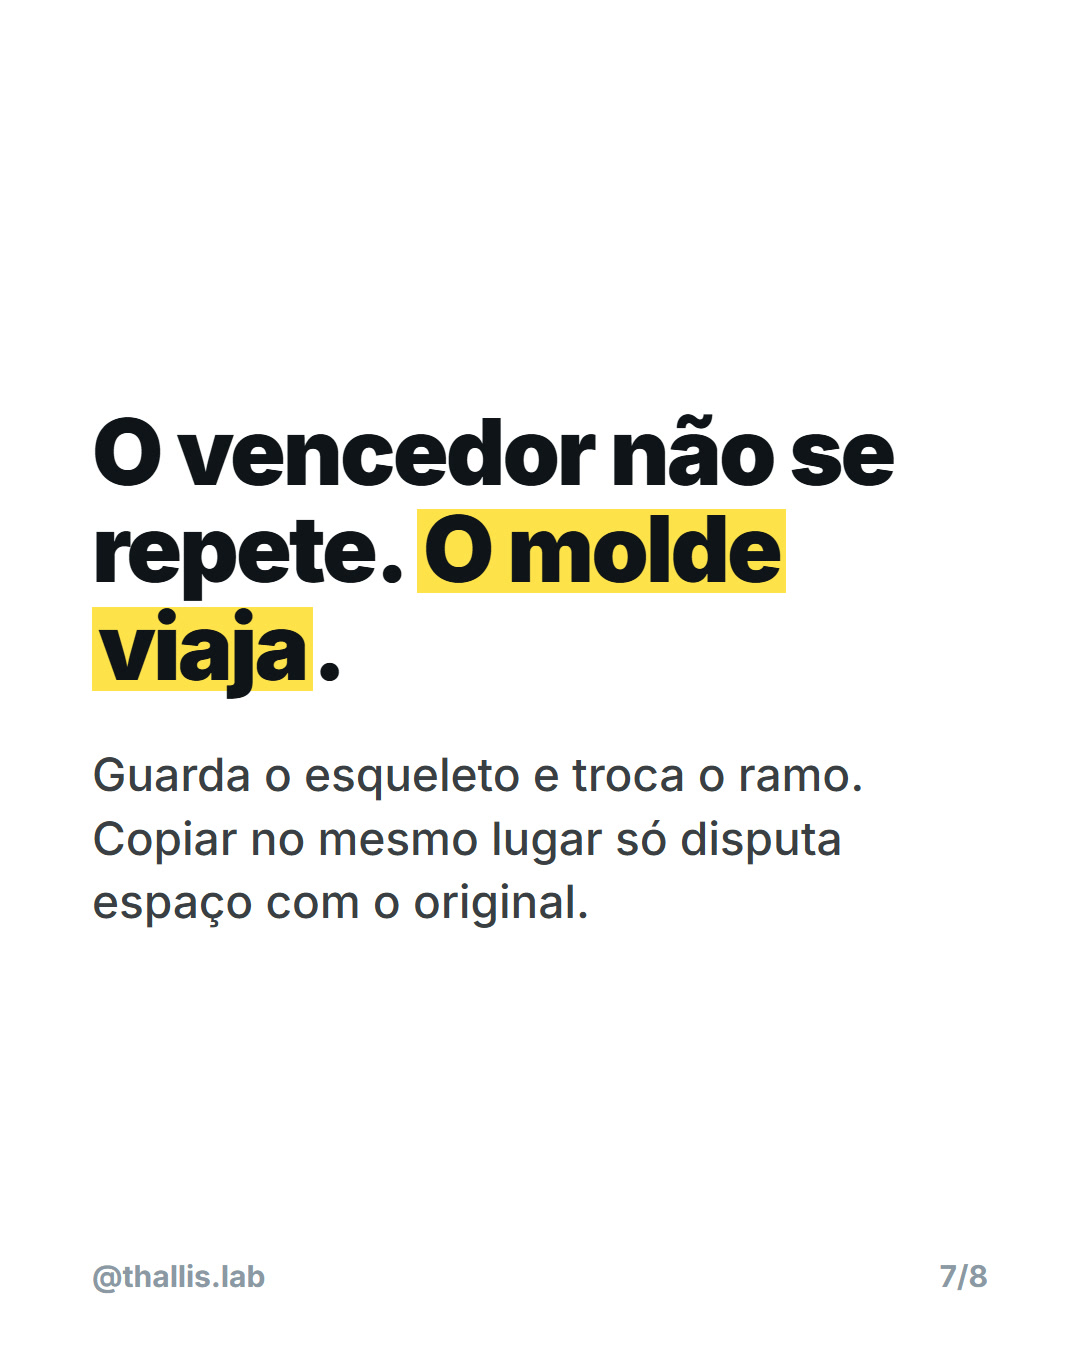 O vencedor não se
repete. O molde
viaja.
Guarda o esqueleto e troca o ramo.
Copiar no mesmo lugar só disputa
espaço com o original.
@thallis.lab
7/8